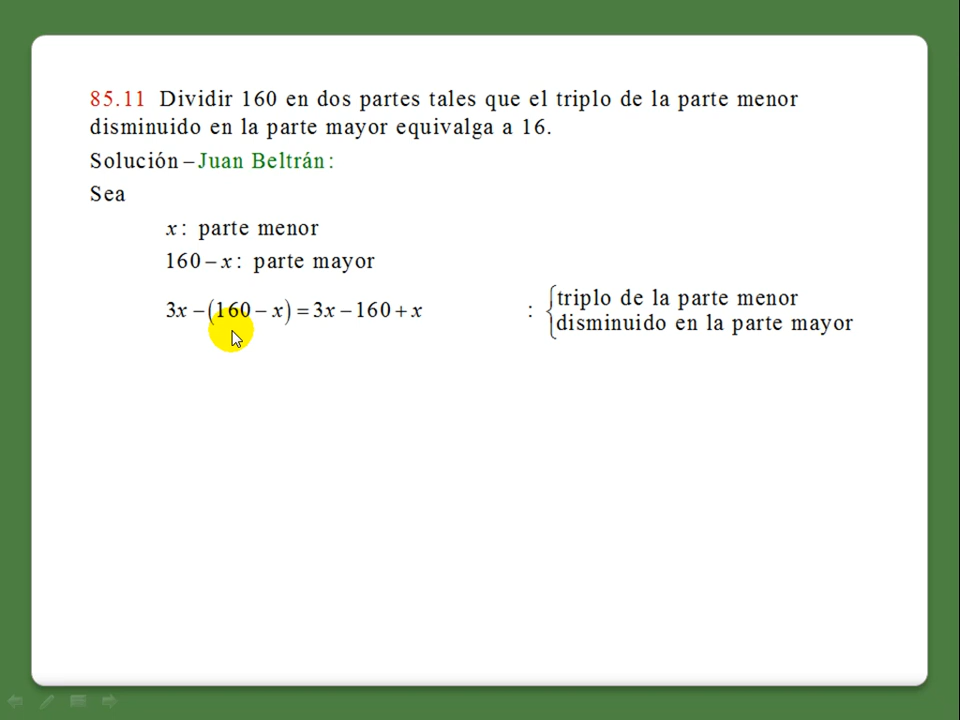 85.11 Dividir 160 en dos partes tales que el triplo de la parte menor
disminuido en la parte mayor equivalga a 16.
Solución – Juan Beltrán:
Sea
x: parte menor
160 – x: parte mayor
3x – (160 – x) = 3x – 160 + x : { triplo de la parte menor
disminuido en la parte mayor